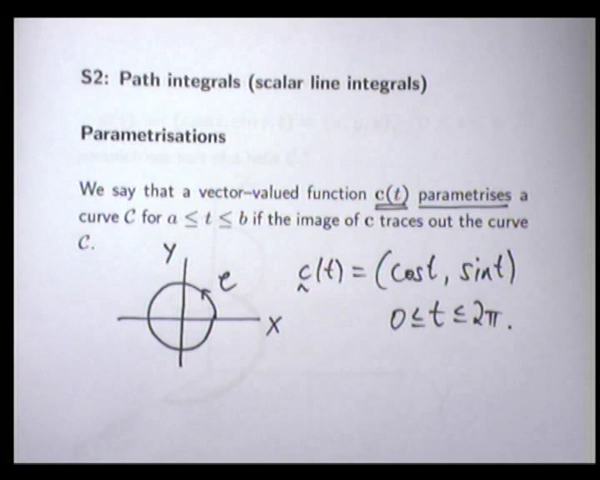 S2: Path integrals (scalar line integrals)
Parametrisations
We say that a vector-valued function c(t) parametrises a
curve C for a ≤ t ≤ b if the image of c traces out the curve
C.
y
C
x
c(t) = (cos t, sin t)
0 ≤ t ≤ 2π.